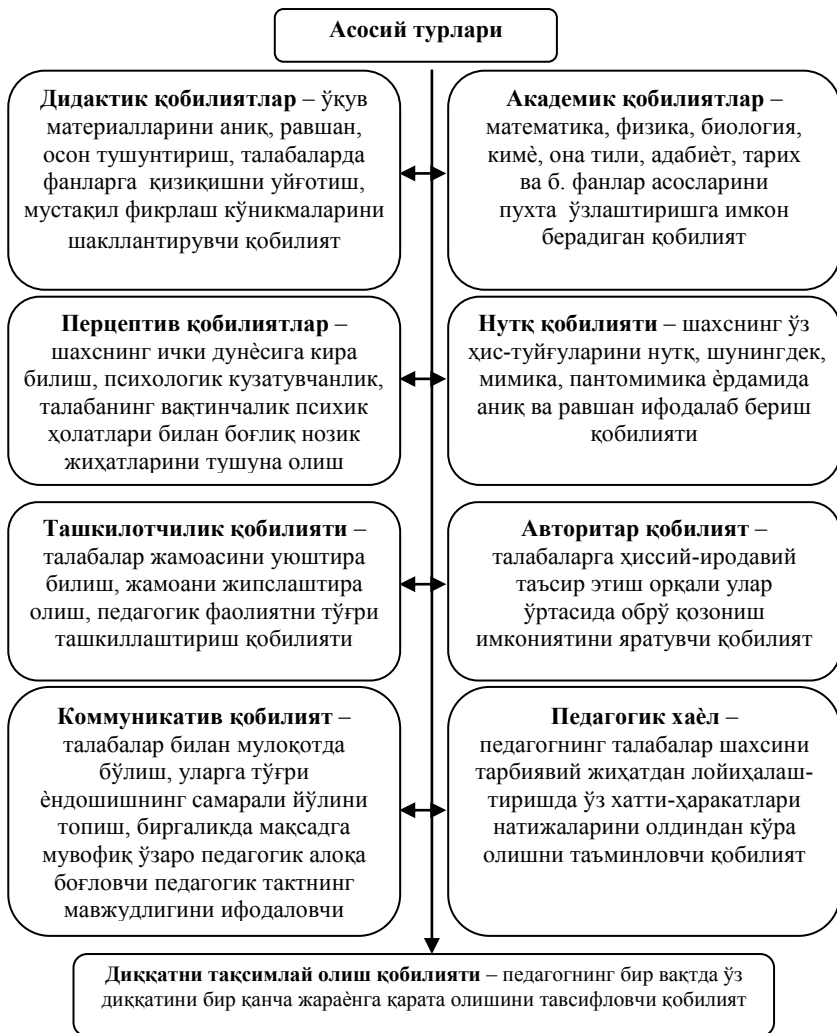 Асосий турлари
Дидактик қобилиятлар – ўқув
материалларини аниқ, равшан,
осон тушунтириш, талабаларда
фанларга қизиқишни уйғотиш,
мустақил фикрлаш кўникмаларини
шакллантирувчи қобилият
Академик қобилиятлар –
математика, физика, биология,
кимѐ, она тили, адабиѐт, тарих
ва б. фанлар асосларини
пухта ўзлаштиришга имкон
берадиган қобилият
Перцептив қобилиятлар –
шахснинг ички дунѐсига кира
билиш, психологик кузатувчанлик,
талабанинг вақтинчалик психик
ҳолатлари билан боғлиқ нозик
жиҳатларини тушуна олиш
Нутқ қобилияти – шахснинг ўз
ҳис-туйғуларини нутқ, шунингдек,
мимика, пантомимика ѐрдамида
аниқ ва равшан ифодалаб бериш
қобилияти
Ташкилотчилик қобилияти –
талабалар жамоасини уюштира
билиш, жамоани жипслаштира
олиш, педагогик фаолиятни тўғри
ташкиллаштириш қобилияти
Авторитар қобилият –
талабаларга ҳиссий-иродавий
таъсир этиш орқали улар
ўртасида обрў қозониш
имкониятини яратувчи қобилият
Коммуникатив қобилият –
талабалар билан мулоқотда
бўлиш, уларга тўғри
ѐндошишнинг самарали йўлини
топиш, биргаликда мақсадга
мувофиқ ўзаро педагогик алоқа
боғловчи педагогик тактнинг
мавжудлигини ифодаловчи
Педагогик хаѐл –
педагогнинг талабалар шахсини
тарбиявий жиҳатдан лойиҳалаш-
тиришда ўз хатти-ҳаракатлари
натижаларини олдиндан кўра
олишни таъминловчи қобилият
Диққатни тақсимлай олиш қобилияти – педагогнинг бир вақтда ўз
диққатини бир қанча жараѐнга қарата олишини тавсифловчи қобилият